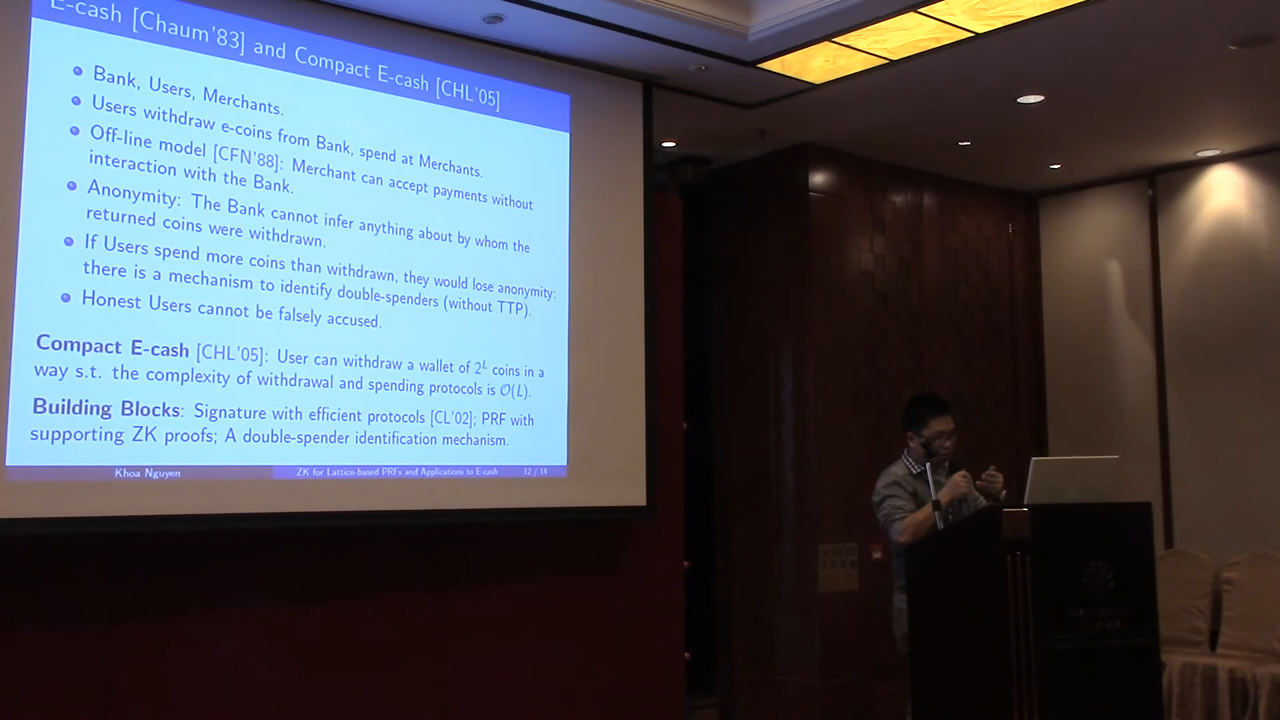 E-cash [Chaum'83] and Compact E-cash [CHL'05]
Bank, Users, Merchants.
Users withdraw e-coins from Bank, spend at Merchants.
Off-line model [CFN'88]: Merchant can accept payments without
interaction with the Bank.
Anonymity: The Bank cannot infer anything about by whom the
returned coins were withdrawn.
If Users spend more coins than withdrawn, they would lose anonymity:
there is a mechanism to identify double-spenders (without TTP).
Honest Users cannot be falsely accused.
Compact E-cash [CHL'05]: User can withdraw a wallet of 2^L coins in a
way s.t. the complexity of withdrawal and spending protocols is O(L).
Building Blocks: Signature with efficient protocols [CL'02]; PRF with
supporting ZK proofs; A double-spender identification mechanism.
Khoa Nguyen ZK for Lattice-based PRFs and Applications to E-cash 12 / 14